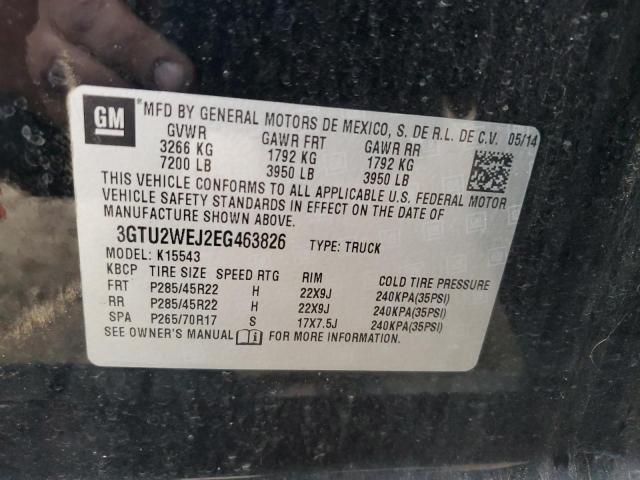 GM
*MFD BY GENERAL MOTORS DE MEXICO, S. DE R.L. DE C.V. 05/14
GVWR GAWR FRT GAWR RR
3266 KG 1792 KG 1792 KG
7200 LB 3950 LB 3950 LB
THIS VEHICLE CONFORMS TO ALL APPLICABLE U.S. FEDERAL MOTOR
VEHICLE SAFETY STANDARDS IN EFFECT ON THE DATE OF
MANUFACTURE SHOWN ABOVE.
3GTU2WEJ2EG463826 TYPE: TRUCK
MODEL: K15543
KBCP TIRE SIZE SPEED RTG RIM COLD TIRE PRESSURE
FRT P285/45R22 H 22X9J 240KPA(35PSI)
RR P285/45R22 H 22X9J 240KPA(35PSI)
SPA P265/70R17 S 17X7.5J 240KPA(35PSI)
SEE OWNER'S MANUAL FOR MORE INFORMATION